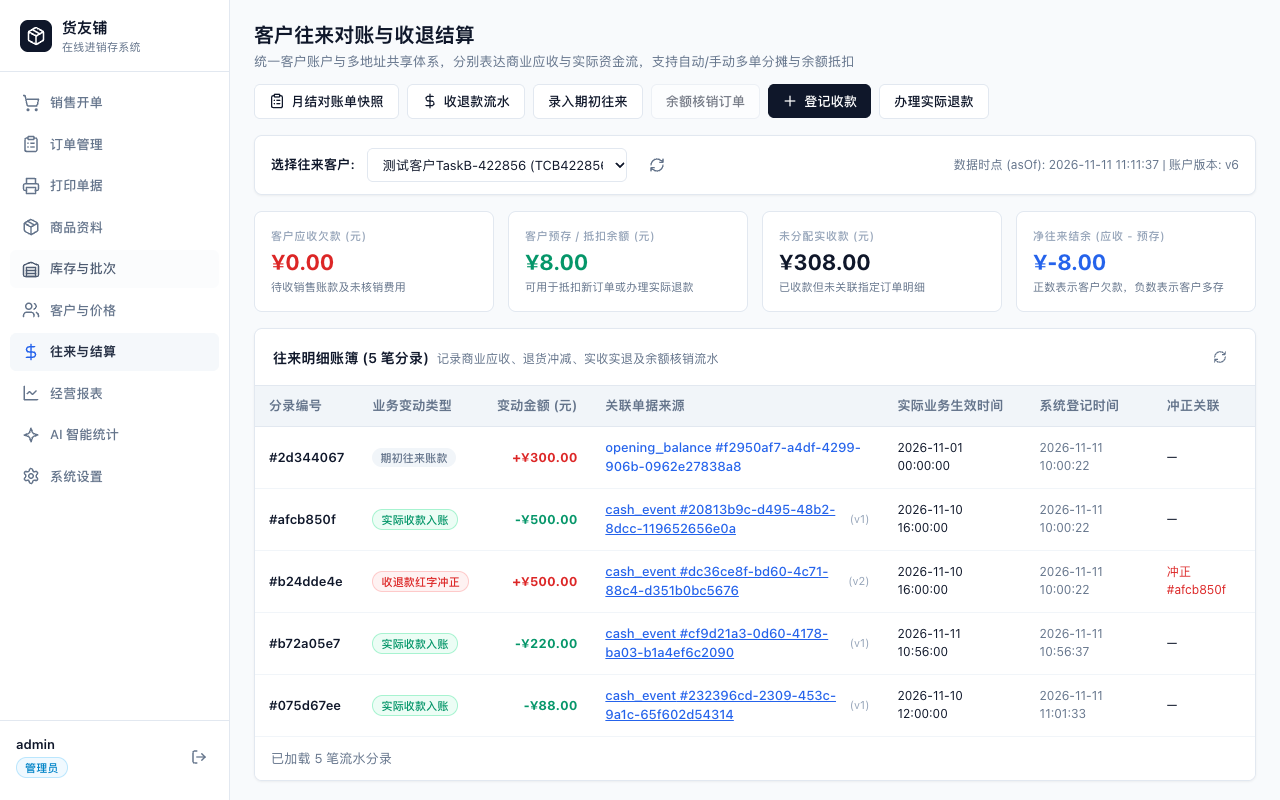 货友铺
在线进销存系统
销售开单
订单管理
打印单据
商品资料
库存与批次
客户与价格
往来与结算
经营报表
AI 智能统计
系统设置
admin
管理员
客户往来对账与收退结算
统一客户账户与多地址共享体系，分别表达商业应收与实际资金流，支持自动/手动多单分摊与余额抵扣
月结对账单快照
收退款流水
录入期初往来
余额核销订单
登记收款
办理实际退款
选择往来客户:
测试客户TaskB-422856 (TCB422856
数据时点 (asOf): 2026-11-11 11:11:37 | 账户版本: v6
客户应收欠款 (元)
¥0.00
待收销售账款及未核销费用
客户预存 / 抵扣余额 (元)
¥8.00
可用于抵扣新订单或办理实际退款
未分配实收款 (元)
¥308.00
已收款但未关联指定订单明细
净往来结余 (应收 - 预存)
¥-8.00
正数表示客户欠款，负数表示客户多存
往来明细账簿 (5 笔分录) 记录商业应收、退货冲减、实收实退及余额核销流水
分录编号 业务变动类型 变动金额 (元) 关联单据来源 实际业务生效时间 系统登记时间 冲正关联
#2d344067 期初往来账款 +¥300.00 opening_balance #f2950af7-a4df-4299-
906b-0962e27838a8
2026-11-01
00:00:00
2026-11-11
10:00:22
—
#afcb850f 实际收款入账 -¥500.00 cash_event #20813b9c-d495-48b2-
8dcc-119652656e0a
(v1)
2026-11-10
16:00:00
2026-11-11
10:00:22
—
#b24dde4e 收退款红字冲正 +¥500.00 cash_event #dc36ce8f-bd60-4c71-
88c4-d351b0bc5676
(v2)
2026-11-10
16:00:00
2026-11-11
10:00:22
冲正
#afcb850f
#b72a05e7 实际收款入账 -¥220.00 cash_event #cf9d21a3-0d60-4178-
ba03-b1a4ef6c2090
(v1)
2026-11-11
10:56:00
2026-11-11
10:56:37
—
#075d67ee 实际收款入账 -¥88.00 cash_event #232396cd-2309-453c-
9a1c-65f602d54314
(v1)
2026-11-10
12:00:00
2026-11-11
11:01:33
—
已加载 5 笔流水分录